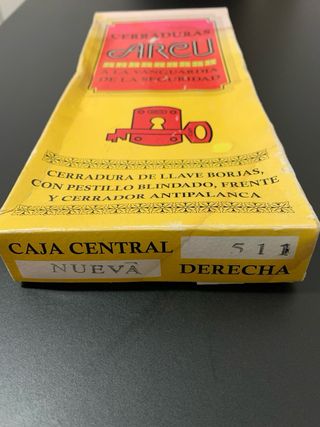 CERRADURAS
ARCU
A LA VANGUARDIA
DE LA SEGURIDAD
CERRADURA DE LLAVE BORJAS,
CON PESTILLO BLINDADO, FRENTE
Y CERRADOR ANTIPALANCA
CAJA CENTRAL 511
NUEVA DERECHA